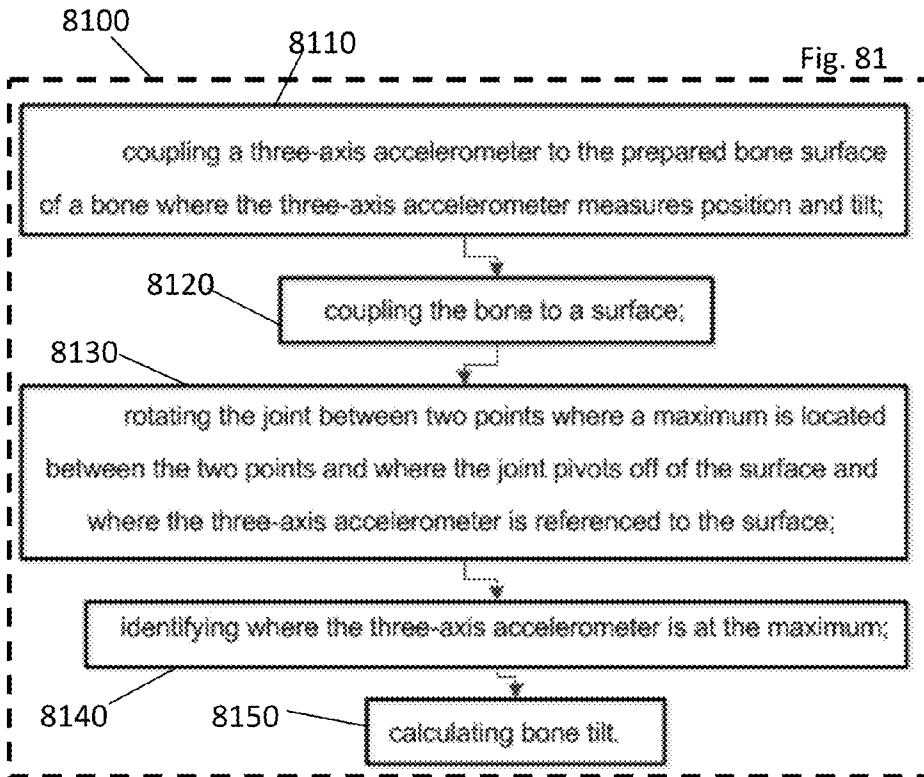 8100
8110
Fig. 81
coupling a three-axis accelerometer to the prepared bone surface
of a bone where the three-axis accelerometer measures position and tilt;
8120
coupling the bone to a surface;
8130
rotating the joint between two points where a maximum is located
between the two points and where the joint pivots off of the surface and
where the three-axis accelerometer is referenced to the surface;
identifying where the three-axis accelerometer is at the maximum;
8140
8150
calculating bone tilt.